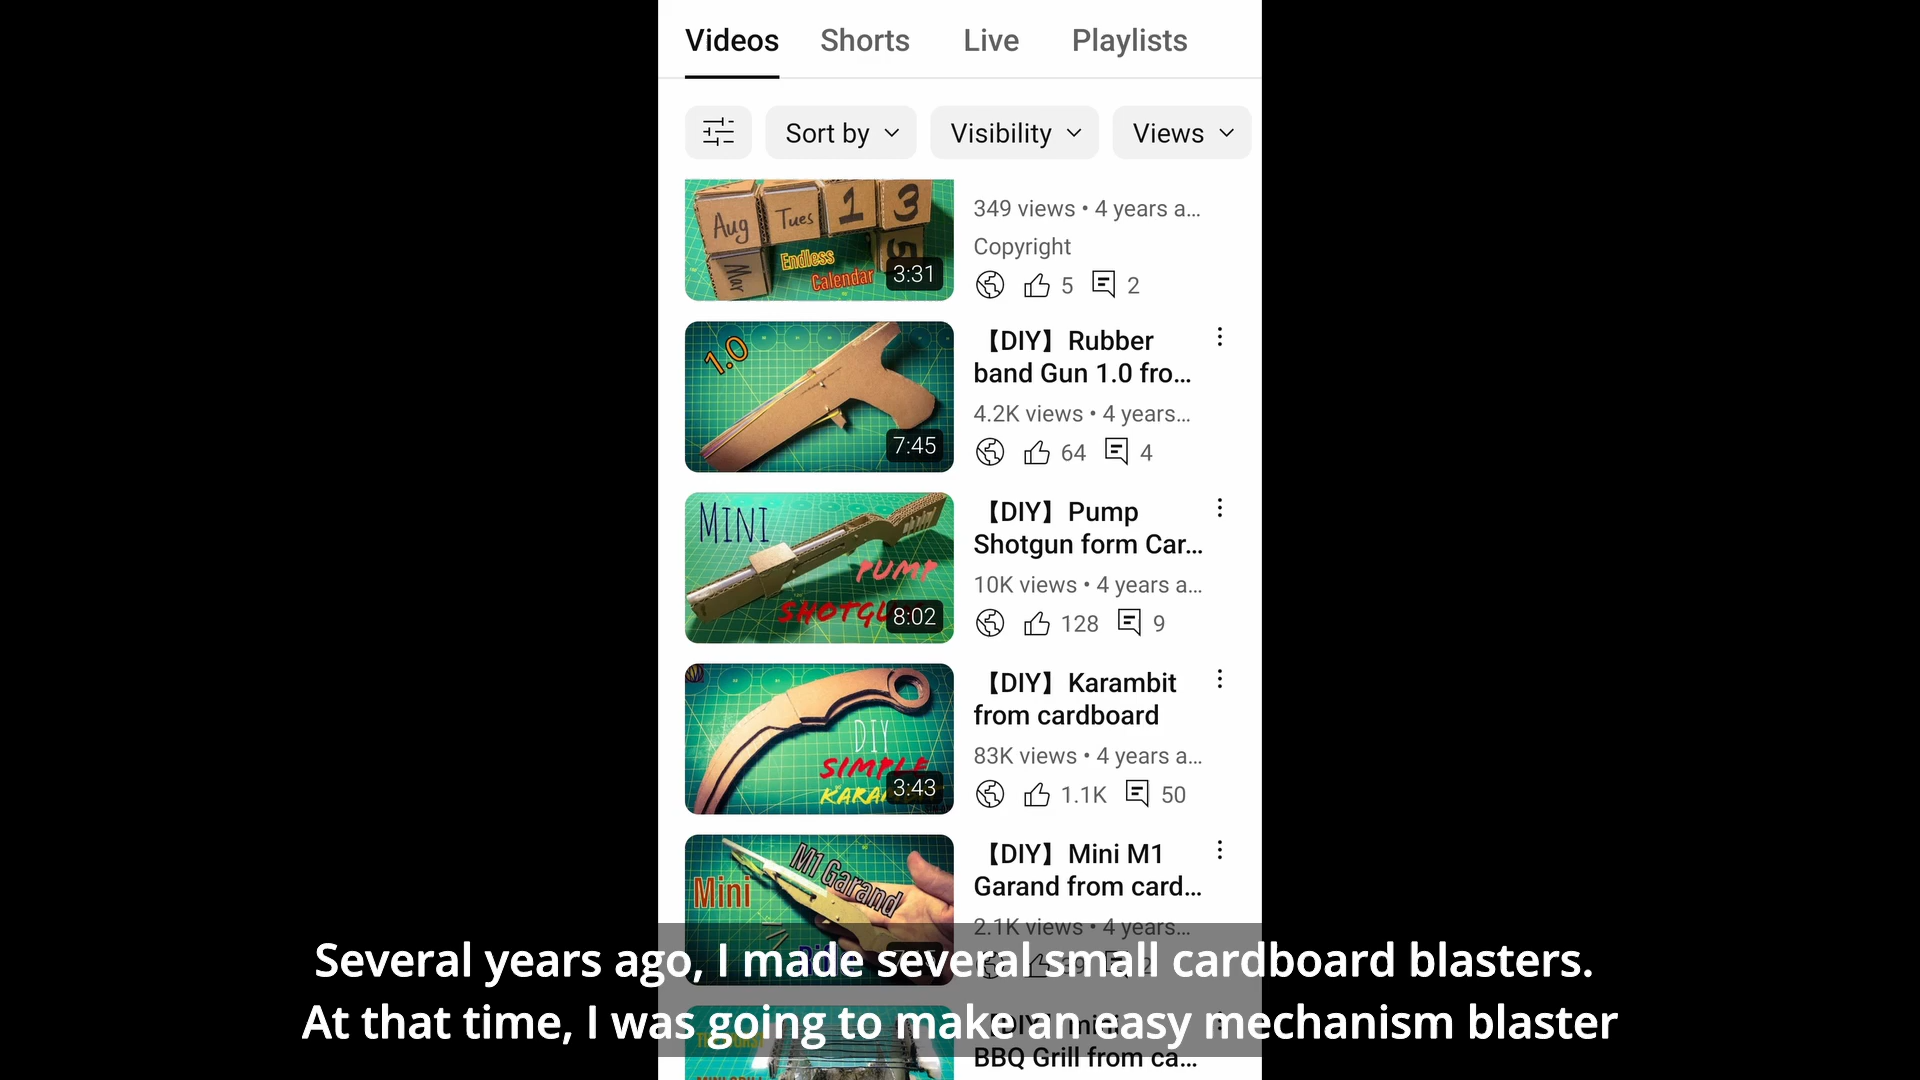 Videos Shorts Live Playlists
Sort by Visibility Views
Aug Tues 1 3
Mar 5
Endless
Calendar
3:31
349 views • 4 years a...
Copyright
5 2
1.0
7:45
【DIY】Rubber
band Gun 1.0 fro...
4.2K views • 4 years...
64 4
MINI
PUMP
8:02
【DIY】Pump
Shotgun form Car...
10K views • 4 years a...
128 9
DIY
SIMPLE
3:43
【DIY】Karambit
from cardboard
83K views • 4 years a...
1.1K 50
Mini
M1 Garand
【DIY】Mini M1
Garand from card...
2.1K views • 4 years...
Several years ago, I made several small cardboard blasters.
At that time, I was going to make an easy mechanism blaster
BBQ Grill from ca...